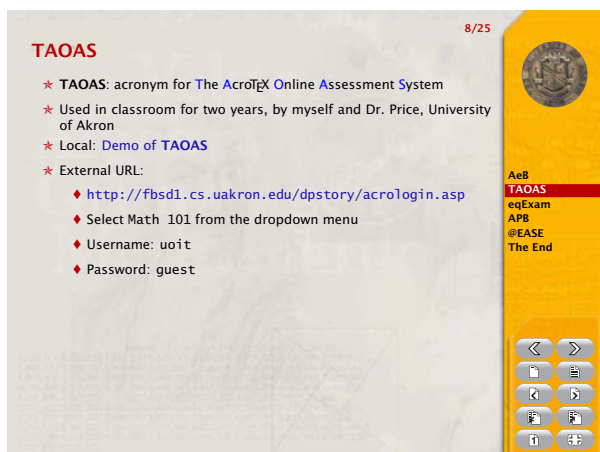 8/25
TAOAS
★ TAOAS: acronym for The AcroTEX Online Assessment System
★ Used in classroom for two years, by myself and Dr. Price, University
of Akron
★ Local: Demo of TAOAS
★ External URL:
♦ http://fbsd1.cs.uakron.edu/dpstory/acrologin.asp
♦ Select Math 101 from the dropdown menu
♦ Username: uoit
♦ Password: guest
AeB
TAOAS
eqExam
APB
@EASE
The End